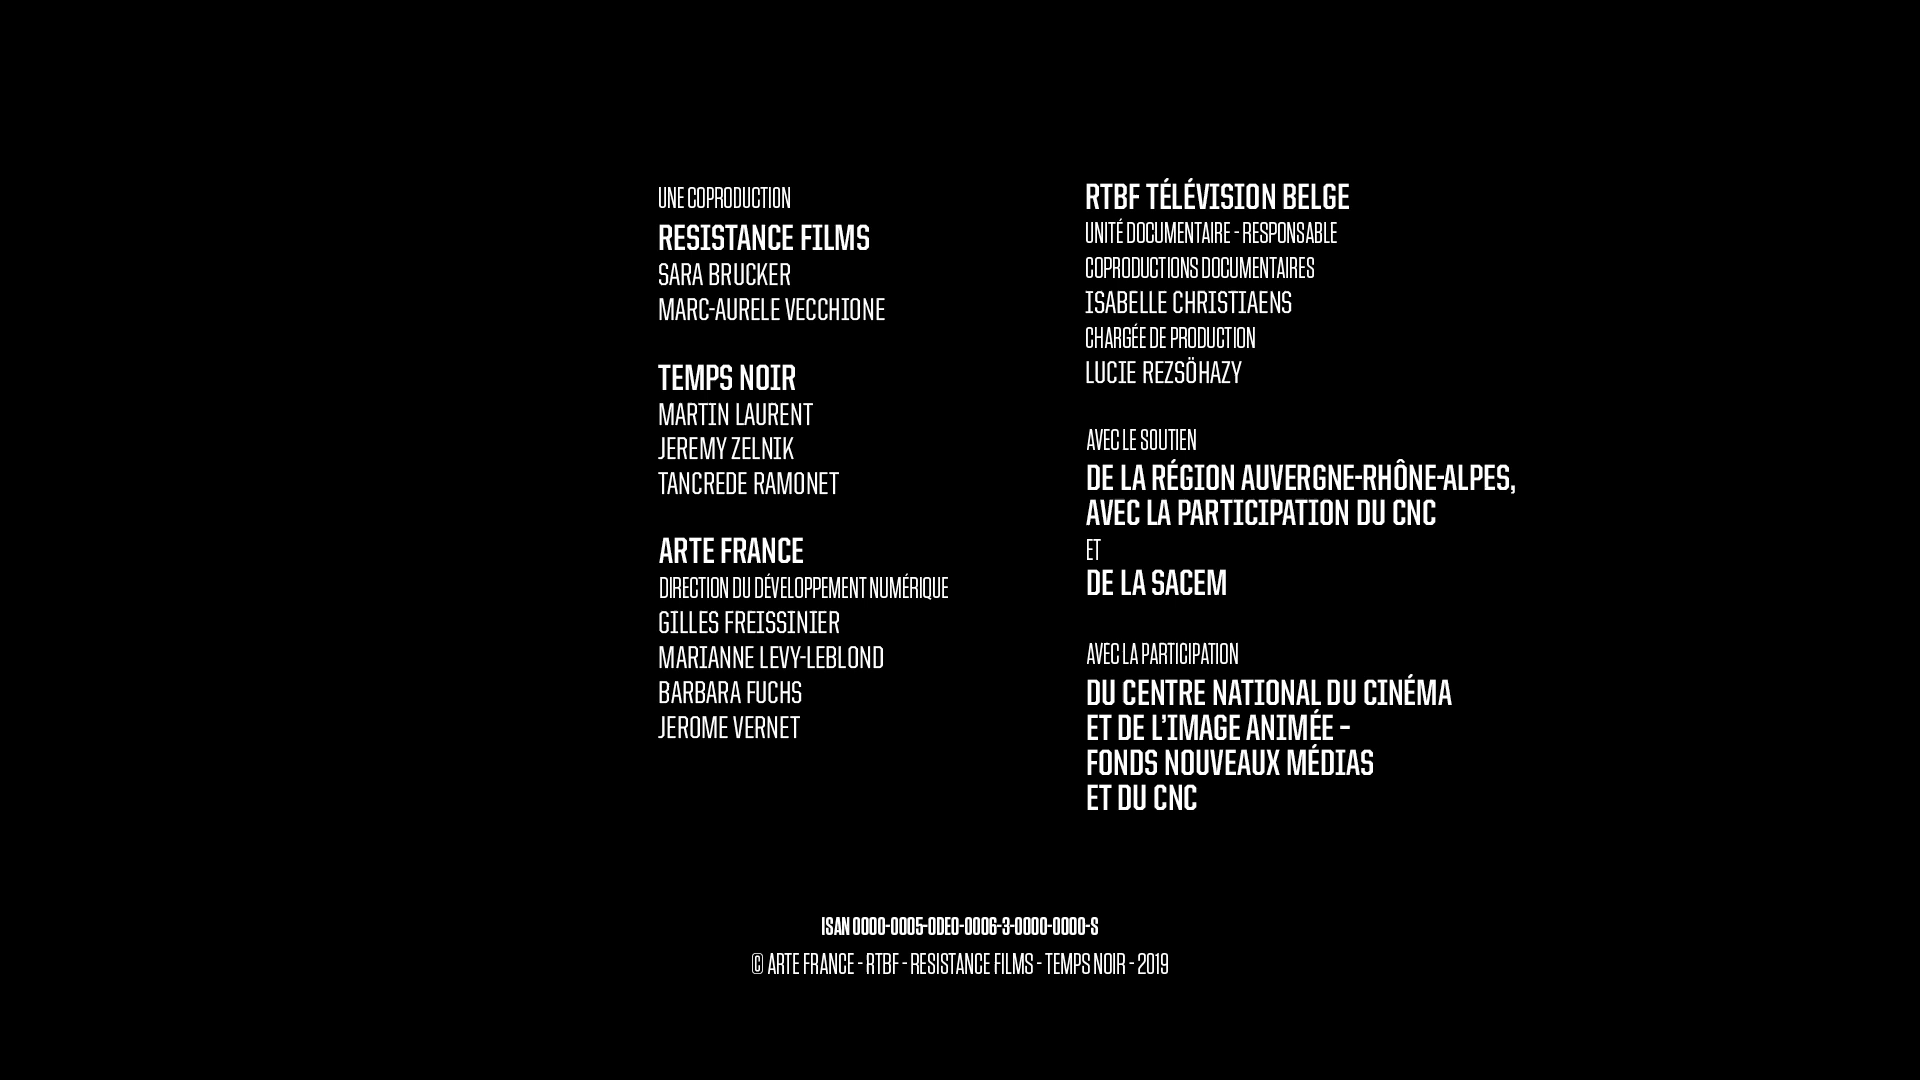 UNE COPRODUCTION
RESISTANCE FILMS
SARA BRUCKER
MARC-AURELE VECCHIONE
TEMPS NOIR
MARTIN LAURENT
JEREMY ZELNIK
TANCREDE RAMONET
ARTE FRANCE
DIRECTION DU DÉVELOPPEMENT NUMÉRIQUE
GILLES FREISSINIER
MARIANNE LEVY-LEBLOND
BARBARA FUCHS
JEROME VERNET
RTBF TÉLÉVISION BELGE
UNITÉ DOCUMENTAIRE - RESPONSABLE
COPRODUCTIONS DOCUMENTAIRES
ISABELLE CHRISTIAENS
CHARGÉE DE PRODUCTION
LUCIE REZSÖHAZY
AVEC LE SOUTIEN
DE LA RÉGION AUVERGNE-RHÔNE-ALPES,
AVEC LA PARTICIPATION DU CNC
ET
DE LA SACEM
AVEC LA PARTICIPATION
DU CENTRE NATIONAL DU CINÉMA
ET DE L'IMAGE ANIMÉE –
FONDS NOUVEAUX MÉDIAS
ET DU CNC
ISAN 0000-0005-0DE0-0006-3-0000-0000-S
© ARTE FRANCE - RTBF - RESISTANCE FILMS - TEMPS NOIR - 2019